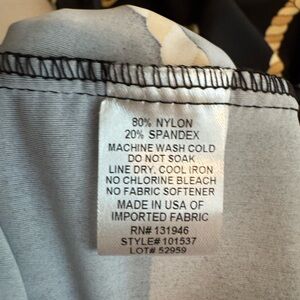 80% NYLON
20% SPANDEX
MACHINE WASH COLD
DO NOT SOAK
LINE DRY, COOL IRON
NO CHLORINE BLEACH
NO FABRIC SOFTENER
MADE IN USA OF
IMPORTED FABRIC
RN# 131946
STYLE# 101537
LOT# 52959